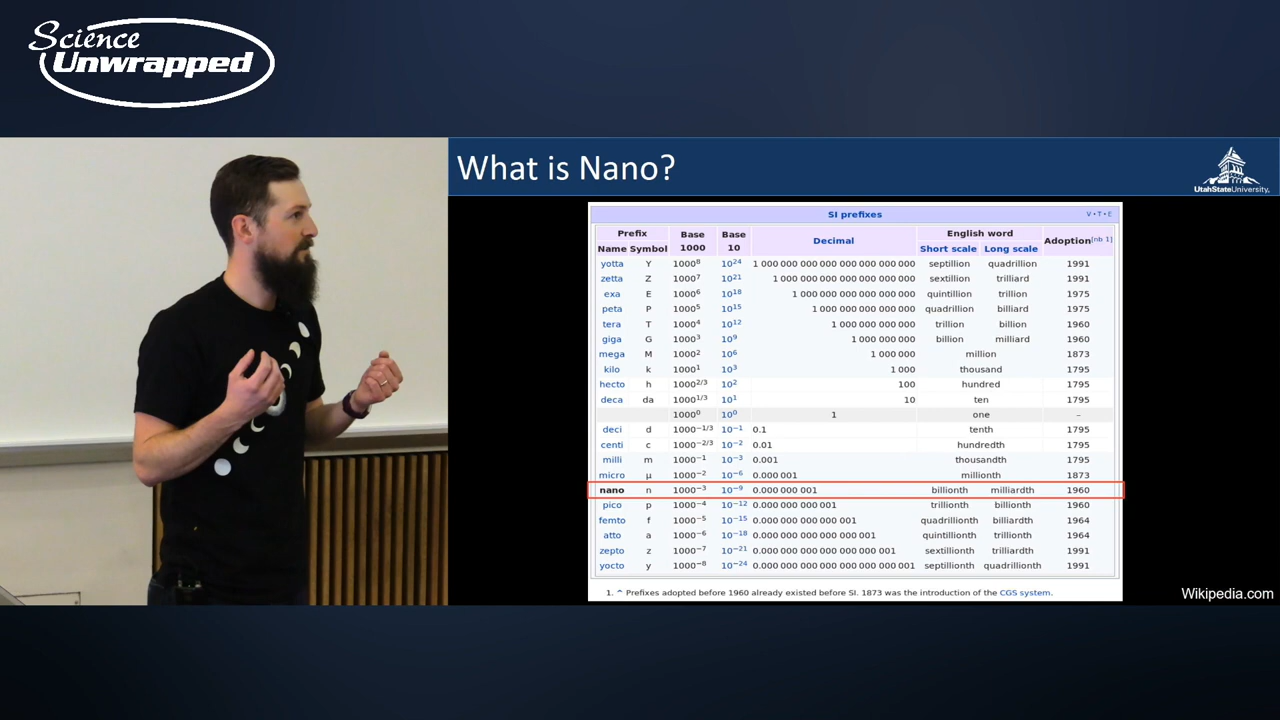 Science
Unwrapped
What is Nano?
UtahStateUniversity
SI prefixes
V • T • E
Prefix Base 1000 Base 10 Decimal English word Adoption[nb 1]
Name Symbol Short scale Long scale
yotta Y 1000⁸ 10²⁴ 1 000 000 000 000 000 000 000 000 septillion quadrillion 1991
zetta Z 1000⁷ 10²¹ 1 000 000 000 000 000 000 000 sextillion trilliard 1991
exa E 1000⁶ 10¹⁸ 1 000 000 000 000 000 000 quintillion trillion 1975
peta P 1000⁵ 10¹⁵ 1 000 000 000 000 000 quadrillion billiard 1975
tera T 1000⁴ 10¹² 1 000 000 000 000 trillion billion 1960
giga G 1000³ 10⁹ 1 000 000 000 billion milliard 1960
mega M 1000² 10⁶ 1 000 000 million 1873
kilo k 1000¹ 10³ 1 000 thousand 1795
hecto h 1000²ᐟ³ 10² 100 hundred 1795
deca da 1000¹ᐟ³ 10¹ 10 ten 1795
1000⁰ 10⁰ 1 one –
deci d 1000⁻¹ᐟ³ 10⁻¹ 0.1 tenth 1795
centi c 1000⁻²ᐟ³ 10⁻² 0.01 hundredth 1795
milli m 1000⁻¹ 10⁻³ 0.001 thousandth 1795
micro μ 1000⁻² 10⁻⁶ 0.000 001 millionth 1873
nano n 1000⁻³ 10⁻⁹ 0.000 000 001 billionth milliardth 1960
pico p 1000⁻⁴ 10⁻¹² 0.000 000 000 001 trillionth billionth 1960
femto f 1000⁻⁵ 10⁻¹⁵ 0.000 000 000 000 001 quadrillionth billiardth 1964
atto a 1000⁻⁶ 10⁻¹⁸ 0.000 000 000 000 000 001 quintillionth trillionth 1964
zepto z 1000⁻⁷ 10⁻²¹ 0.000 000 000 000 000 000 001 sextillionth trilliardth 1991
yocto y 1000⁻⁸ 10⁻²⁴ 0.000 000 000 000 000 000 000 001 septillionth quadrillionth 1991
1. ^ Prefixes adopted before 1960 already existed before SI. 1873 was the introduction of the CGS system.
Wikipedia.com